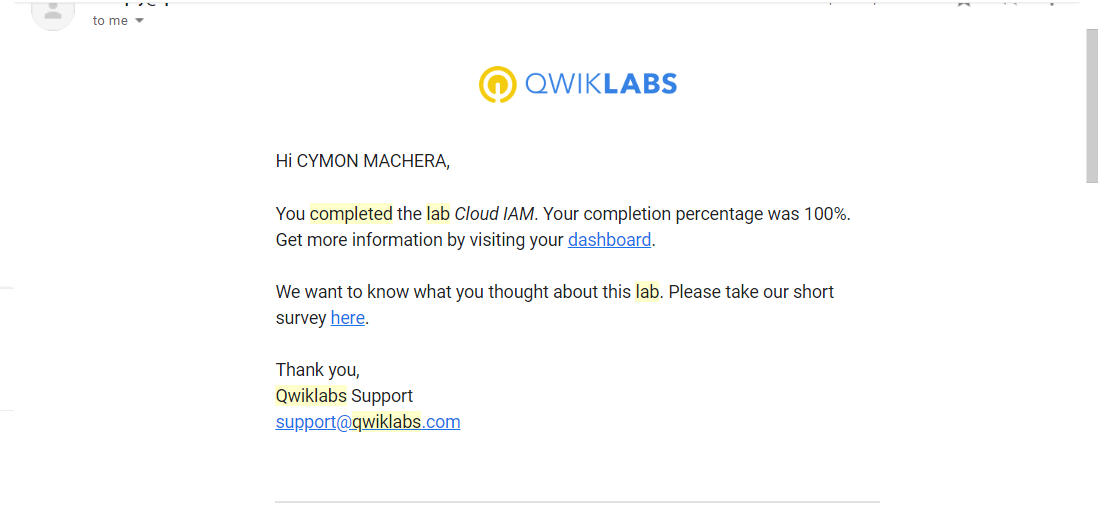 to me
QWIKLABS
Hi CYMON MACHERA,
You completed the lab Cloud IAM. Your completion percentage was 100%.
Get more information by visiting your dashboard.
We want to know what you thought about this lab. Please take our short
survey here.
Thank you,
Qwiklabs Support
support@qwiklabs.com